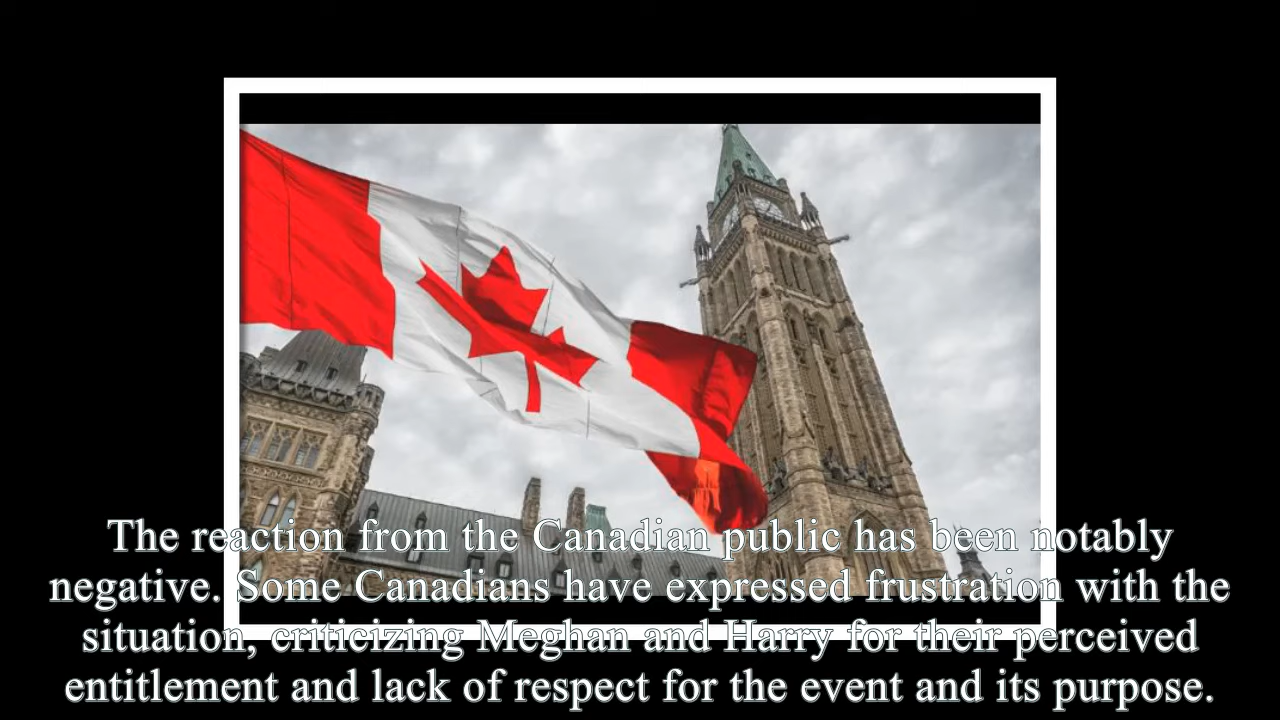 The reaction from the Canadian public has been notably
negative. Some Canadians have expressed frustration with the
situation, criticizing Meghan and Harry for their perceived
entitlement and lack of respect for the event and its purpose.